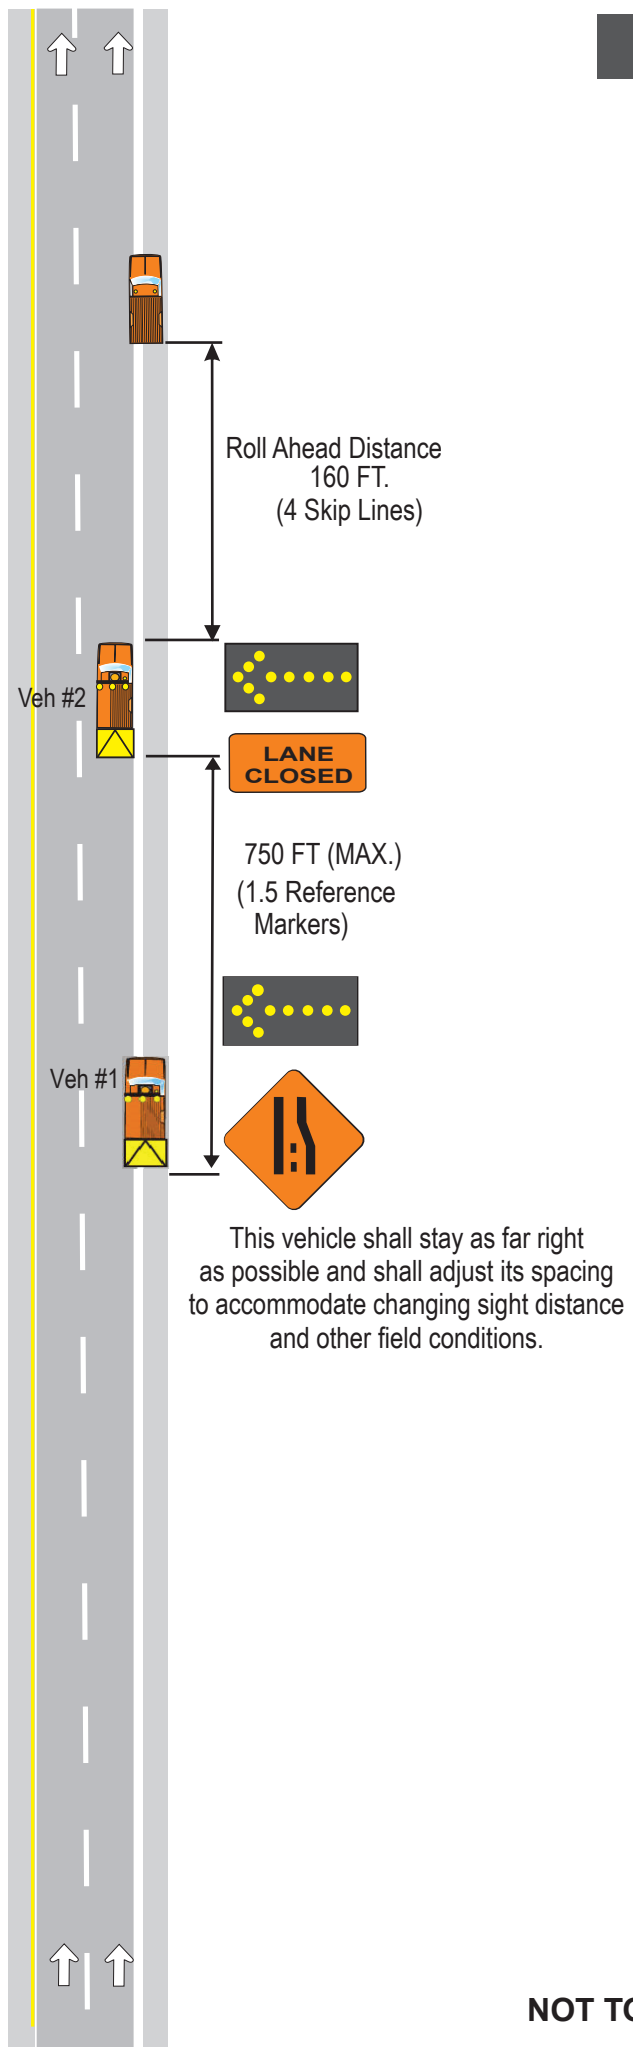 Roll Ahead Distance
160 FT.
(4 Skip Lines)
Veh #2
LANE
CLOSED
750 FT (MAX.)
(1.5 Reference
Markers)
Veh #1
This vehicle shall stay as far right
as possible and shall adjust its spacing
to accommodate changing sight distance
and other field conditions.
NOT